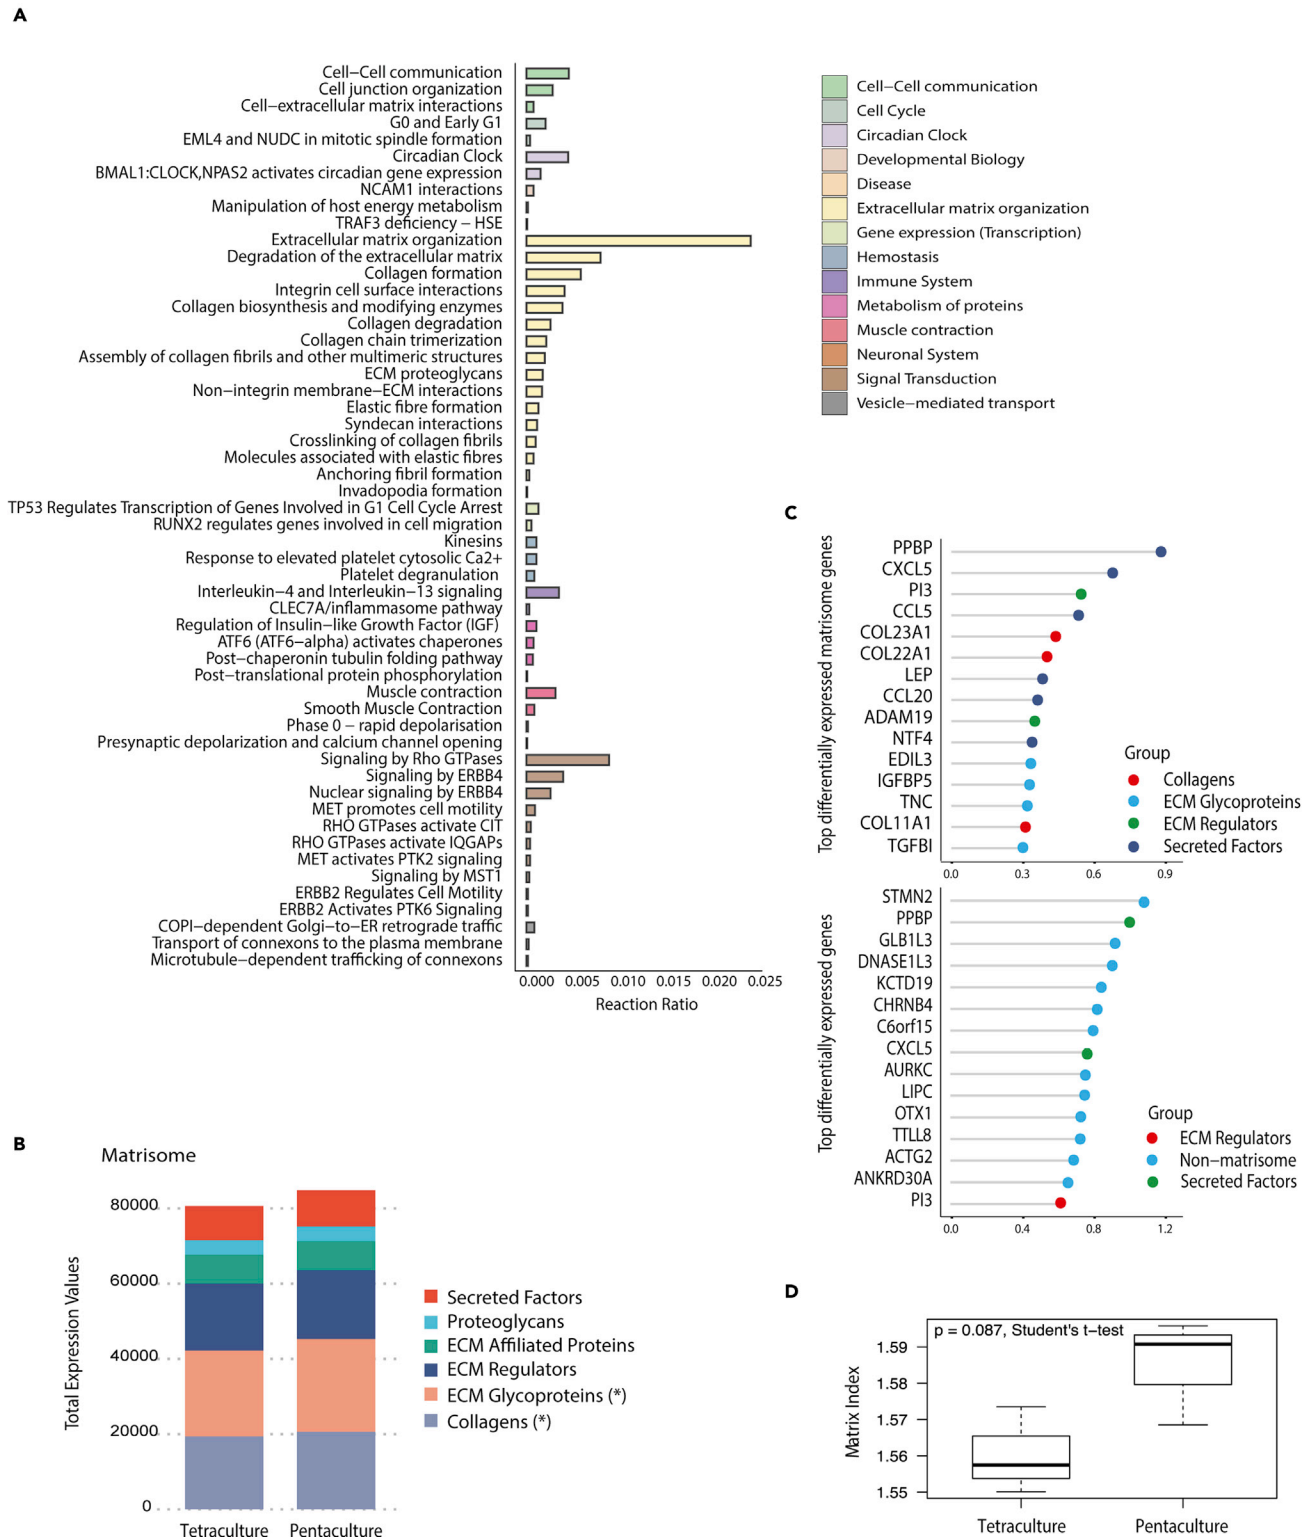 A
Cell−Cell communication
Cell junction organization
Cell−extracellular matrix interactions
G0 and Early G1
EML4 and NUDC in mitotic spindle formation
Circadian Clock
BMAL1:CLOCK,NPAS2 activates circadian gene expression
NCAM1 interactions
Manipulation of host energy metabolism
TRAF3 deficiency − HSE
Extracellular matrix organization
Degradation of the extracellular matrix
Collagen formation
Integrin cell surface interactions
Collagen biosynthesis and modifying enzymes
Collagen degradation
Collagen chain trimerization
Assembly of collagen fibrils and other multimeric structures
ECM proteoglycans
Non−integrin membrane−ECM interactions
Elastic fibre formation
Syndecan interactions
Crosslinking of collagen fibrils
Molecules associated with elastic fibres
Anchoring fibril formation
Invadopodia formation
TP53 Regulates Transcription of Genes Involved in G1 Cell Cycle Arrest
RUNX2 regulates genes involved in cell migration
Kinesins
Response to elevated platelet cytosolic Ca2+
Platelet degranulation
Interleukin−4 and Interleukin−13 signaling
CLEC7A/inflammasome pathway
Regulation of Insulin−like Growth Factor (IGF)
ATF6 (ATF6−alpha) activates chaperones
Post−chaperonin tubulin folding pathway
Post−translational protein phosphorylation
Muscle contraction
Smooth Muscle Contraction
Phase 0 − rapid depolarisation
Presynaptic depolarization and calcium channel opening
Signaling by Rho GTPases
Signaling by ERBB4
Nuclear signaling by ERBB4
MET promotes cell motility
RHO GTPases activate CIT
RHO GTPases activate IQGAPs
MET activates PTK2 signaling
Signaling by MST1
ERBB2 Regulates Cell Motility
ERBB2 Activates PTK6 Signaling
COPI−dependent Golgi−to−ER retrograde traffic
Transport of connexons to the plasma membrane
Microtubule−dependent trafficking of connexons
0.000 0.005 0.010 0.015 0.020 0.025
Reaction Ratio
Cell−Cell communication
Cell Cycle
Circadian Clock
Developmental Biology
Disease
Extracellular matrix organization
Gene expression (Transcription)
Hemostasis
Immune System
Metabolism of proteins
Muscle contraction
Neuronal System
Signal Transduction
Vesicle−mediated transport
B
Matrisome
Total Expression Values
80000
60000
40000
20000
0
Tetraculture Pentaculture
Secreted Factors
Proteoglycans
ECM Affiliated Proteins
ECM Regulators
ECM Glycoproteins (*)
Collagens (*)
C
Top differentially expressed matrisome genes
PPBP
CXCL5
PI3
CCL5
COL23A1
COL22A1
LEP
CCL20
ADAM19
NTF4
EDIL3
IGFBP5
TNC
COL11A1
TGFBI
0.0 0.3 0.6 0.9
Group
Collagens
ECM Glycoproteins
ECM Regulators
Secreted Factors
Top differentially expressed genes
STMN2
PPBP
GLB1L3
DNASE1L3
KCTD19
CHRNB4
C6orf15
CXCL5
AURKC
LIPC
OTX1
TTLL8
ACTG2
ANKRD30A
PI3
0.0 0.4 0.8 1.2
Group
ECM Regulators
Non−matrisome
Secreted Factors
D
p = 0.087, Student's t−test
Matrix Index
1.59
1.58
1.57
1.56
1.55
Tetraculture Pentaculture